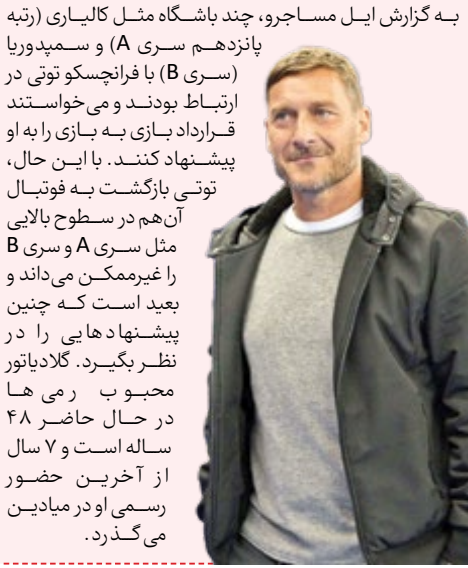 به گزارش ایل مساجرو، چند باشگاه مثل کالیاری (رتبه
پانزدهم سری A) و سمپدوریا
(سری B) با فرانچسکو توتی در
ارتباط بودند و می‌خواستند
قرارداد بازی به بازی را به او
پیشنهاد کنند. با این حال،
توتی بازگشت به فوتبال
آن‌هم در سطوح بالایی
مثل سری A و سری B
را غیرممکن می‌داند و
بعید است که چنین
پیشنهادهایی را در
نظر بگیرد. گلادیاتور
محبوب رمی ها
در حال حاضر ۴۸
ساله است و ۷ سال
از آخرین حضور
رسمی او در میادین
می‌گذرد.